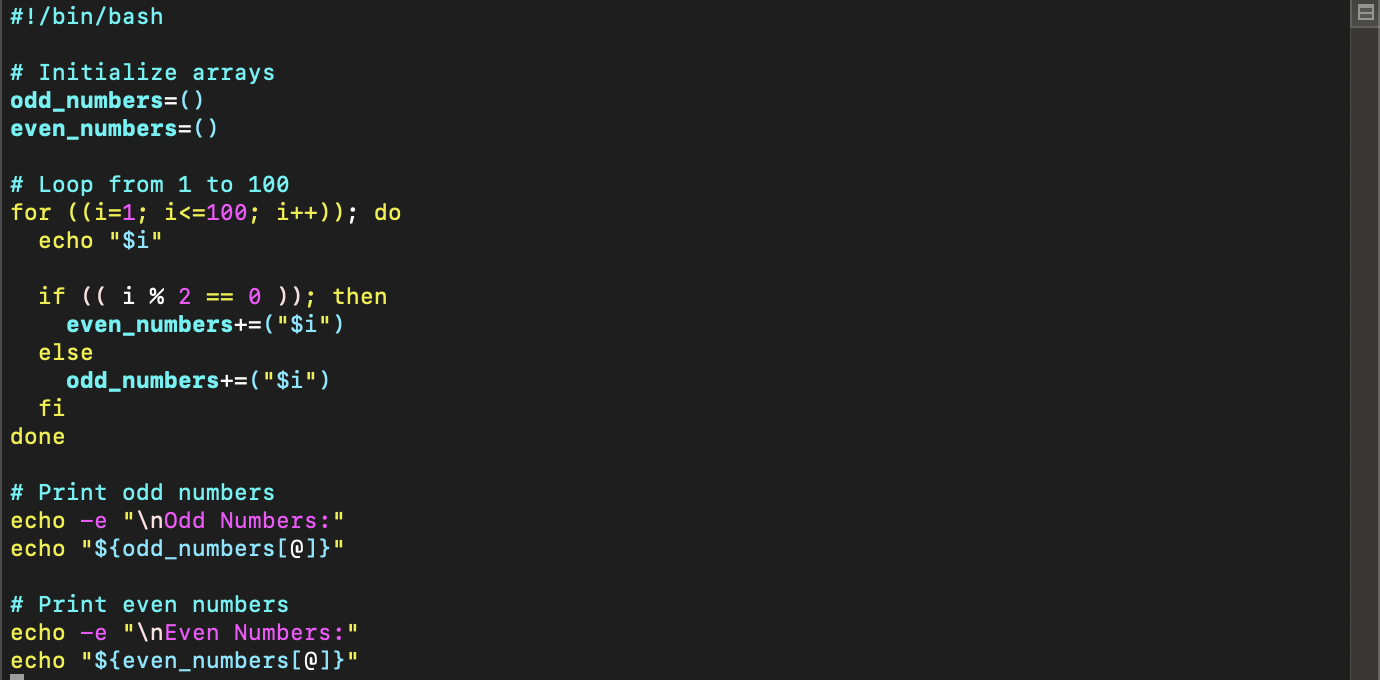 #!/bin/bash

# Initialize arrays
odd_numbers=()
even_numbers=()

# Loop from 1 to 100
for ((i=1; i<=100; i++)); do
  echo "$i"

  if (( i % 2 == 0 )); then
    even_numbers+=("$i")
  else
    odd_numbers+=("$i")
  fi
done

# Print odd numbers
echo -e "\nOdd Numbers:"
echo "${odd_numbers[@]}"

# Print even numbers
echo -e "\nEven Numbers:"
echo "${even_numbers[@]}"